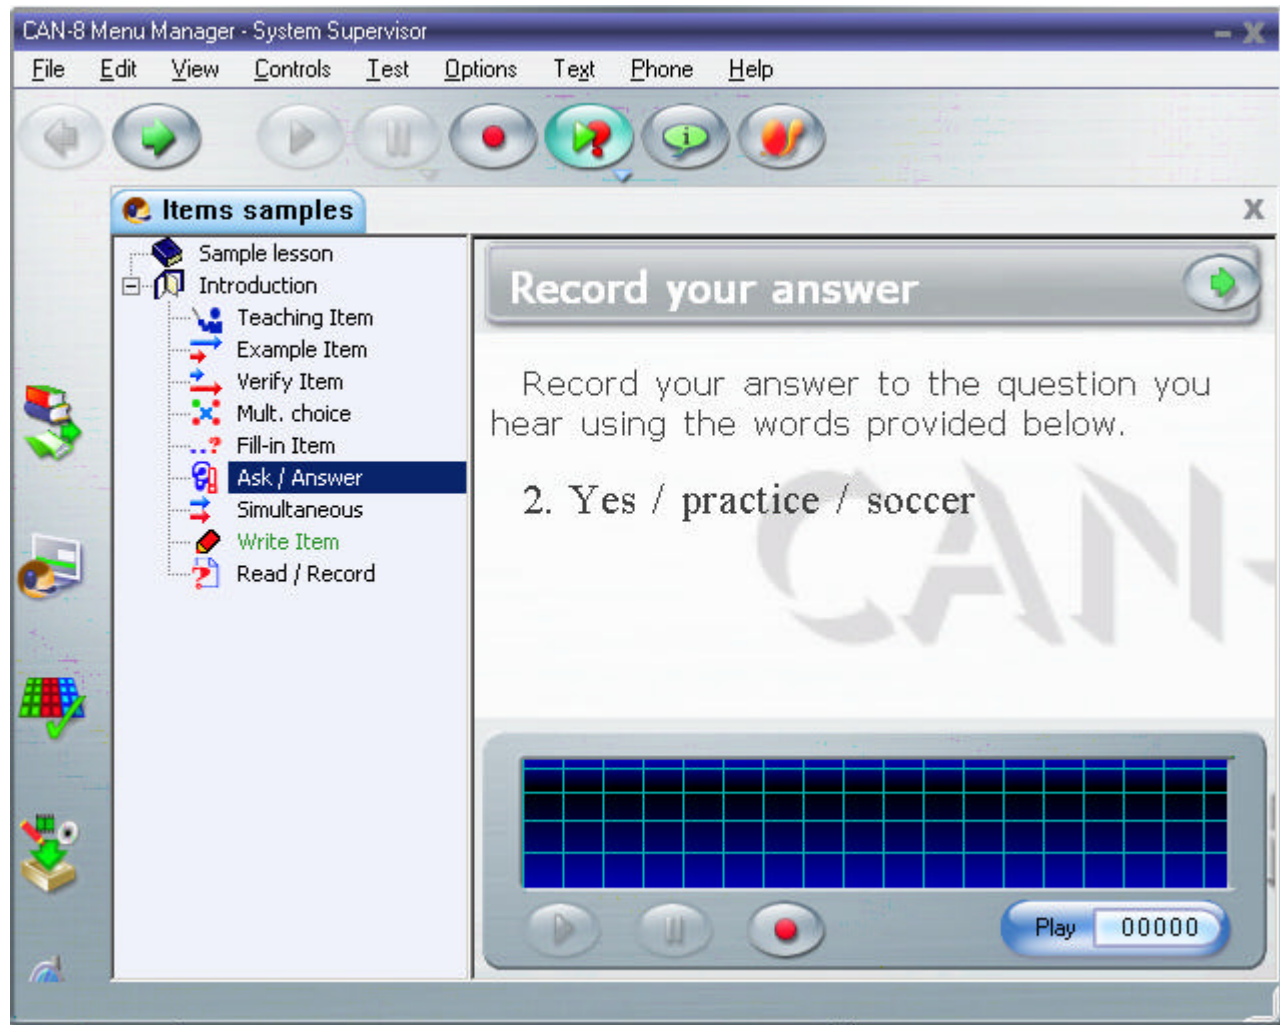 CAN-8 Menu Manager - System Supervisor
File Edit View Controls Test Options Text Phone Help
Items samples
Sample lesson
Introduction
Teaching Item
Example Item
Verify Item
Mult. choice
Fill-in Item
Ask / Answer
Simultaneous
Write Item
Read / Record
Record your answer
Record your answer to the question you
hear using the words provided below.
2. Yes / practice / soccer
CAN-
Play 00000